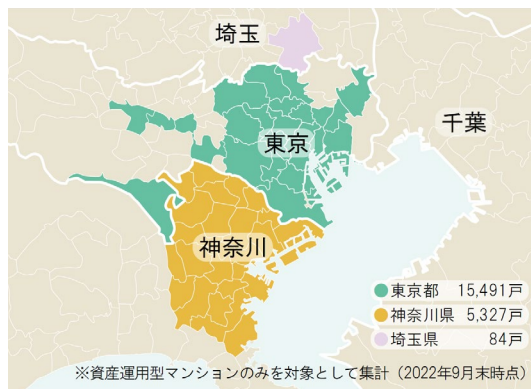 埼玉
千葉
東京
神奈川
東京都 15,491戸
神奈川県 5,327戸
埼玉県 84戸
※資産運用型マンションのみを対象として集計（2022年9月末時点）